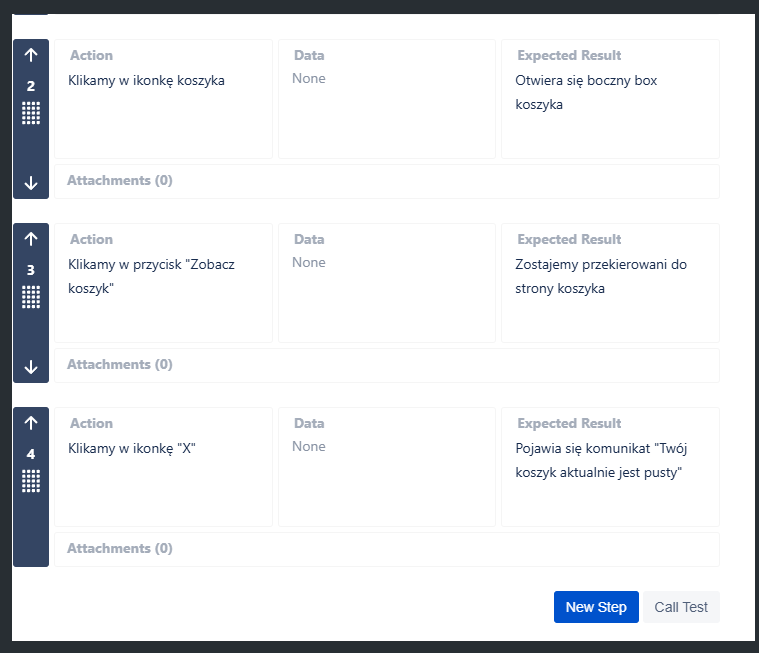 2
Action
Klikamy w ikonkę koszyka
Data
None
Expected Result
Otwiera się boczny box
koszyka
Attachments (0)
3
Action
Klikamy w przycisk "Zobacz
koszyk"
Data
None
Expected Result
Zostajemy przekierowani do
strony koszyka
Attachments (0)
4
Action
Klikamy w ikonkę "X"
Data
None
Expected Result
Pojawia się komunikat "Twój
koszyk aktualnie jest pusty"
Attachments (0)
New Step
Call Test